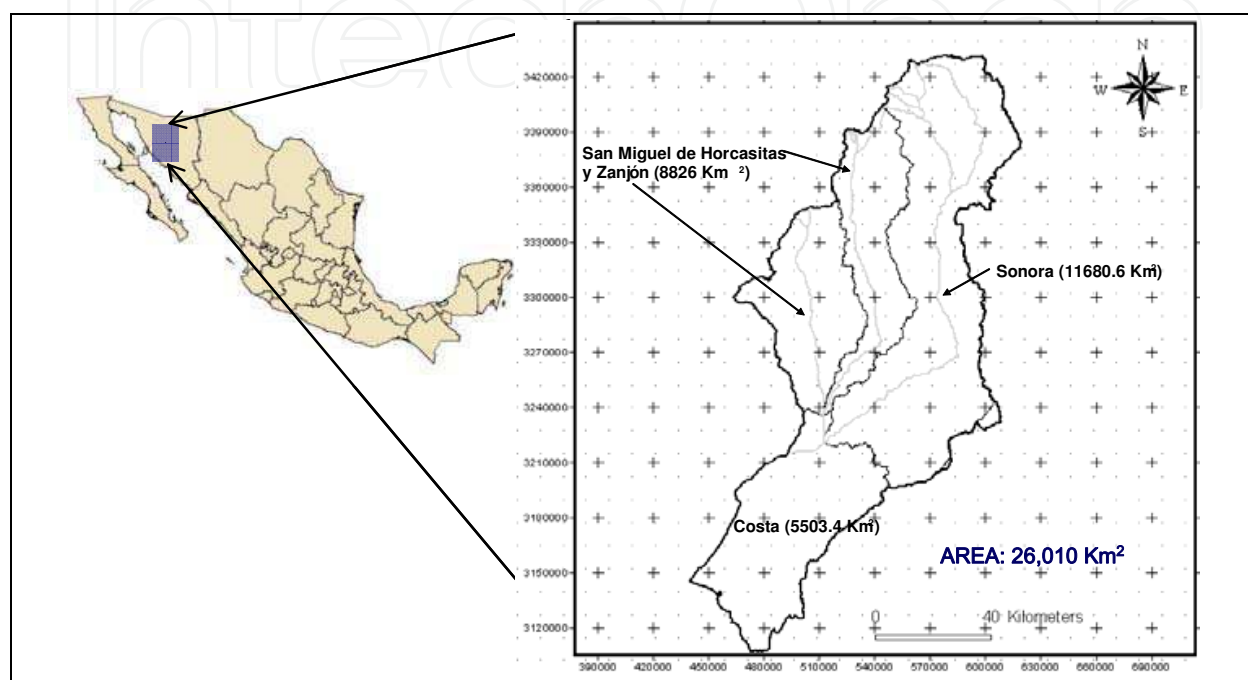 IntechOpen
N
W E
S
3420000
3390000
3360000
3330000
3300000
3270000
3240000
3210000
3180000
3150000
3120000
San Miguel de Horcasitas
y Zanjón (8826 Km ²)
Sonora (11680.6 Km²)
Costa (5503.4 Km²)
AREA: 26,010 Km²
0 40 Kilometers
390000 420000 450000 480000 510000 540000 570000 600000 630000 660000 690000